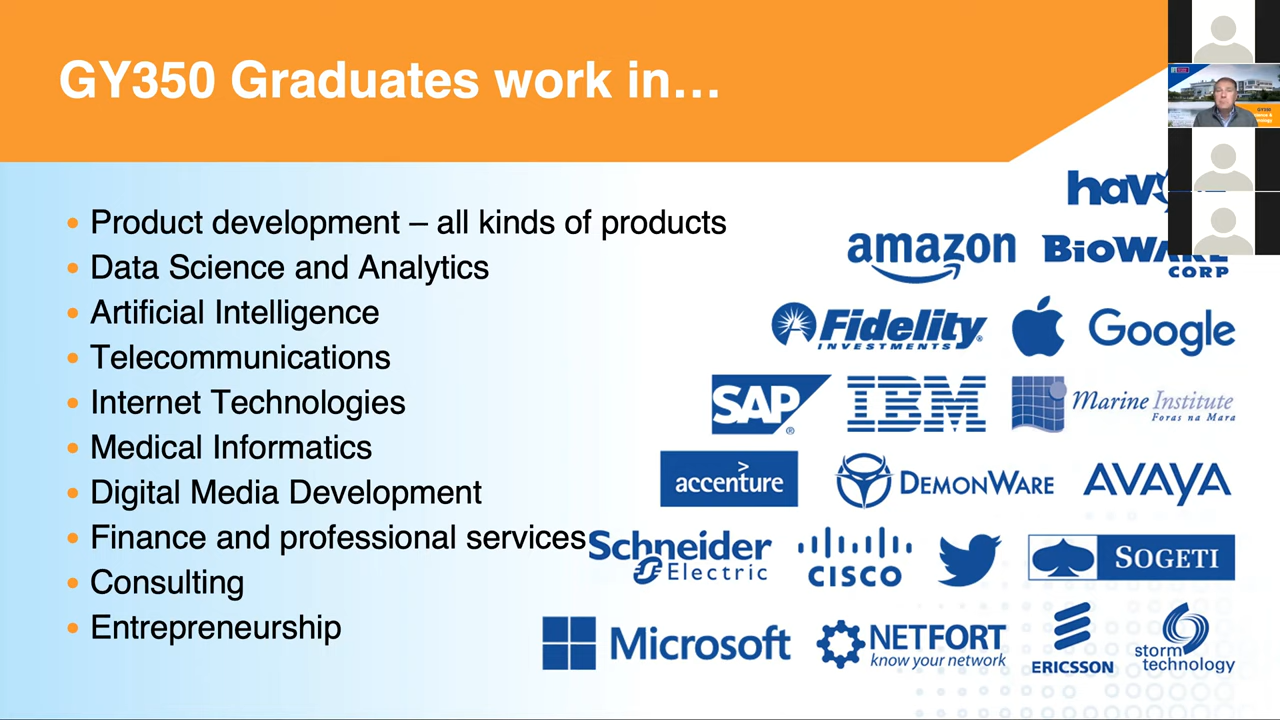 GY350 Graduates work in…
Product development – all kinds of products
Data Science and Analytics
Artificial Intelligence
Telecommunications
Internet Technologies
Medical Informatics
Digital Media Development
Finance and professional services
Consulting
Entrepreneurship
amazon
BIOWARE
CORP
Fidelity
INVESTMENTS
Google
SAP
IBM
Marine Institute
Foras na Mara
accenture
DEMONWARE
AVAYA
Schneider
Electric
CISCO
SOGETI
Microsoft
NETFORT
know your network
ERICSSON
storm
technology
GY350